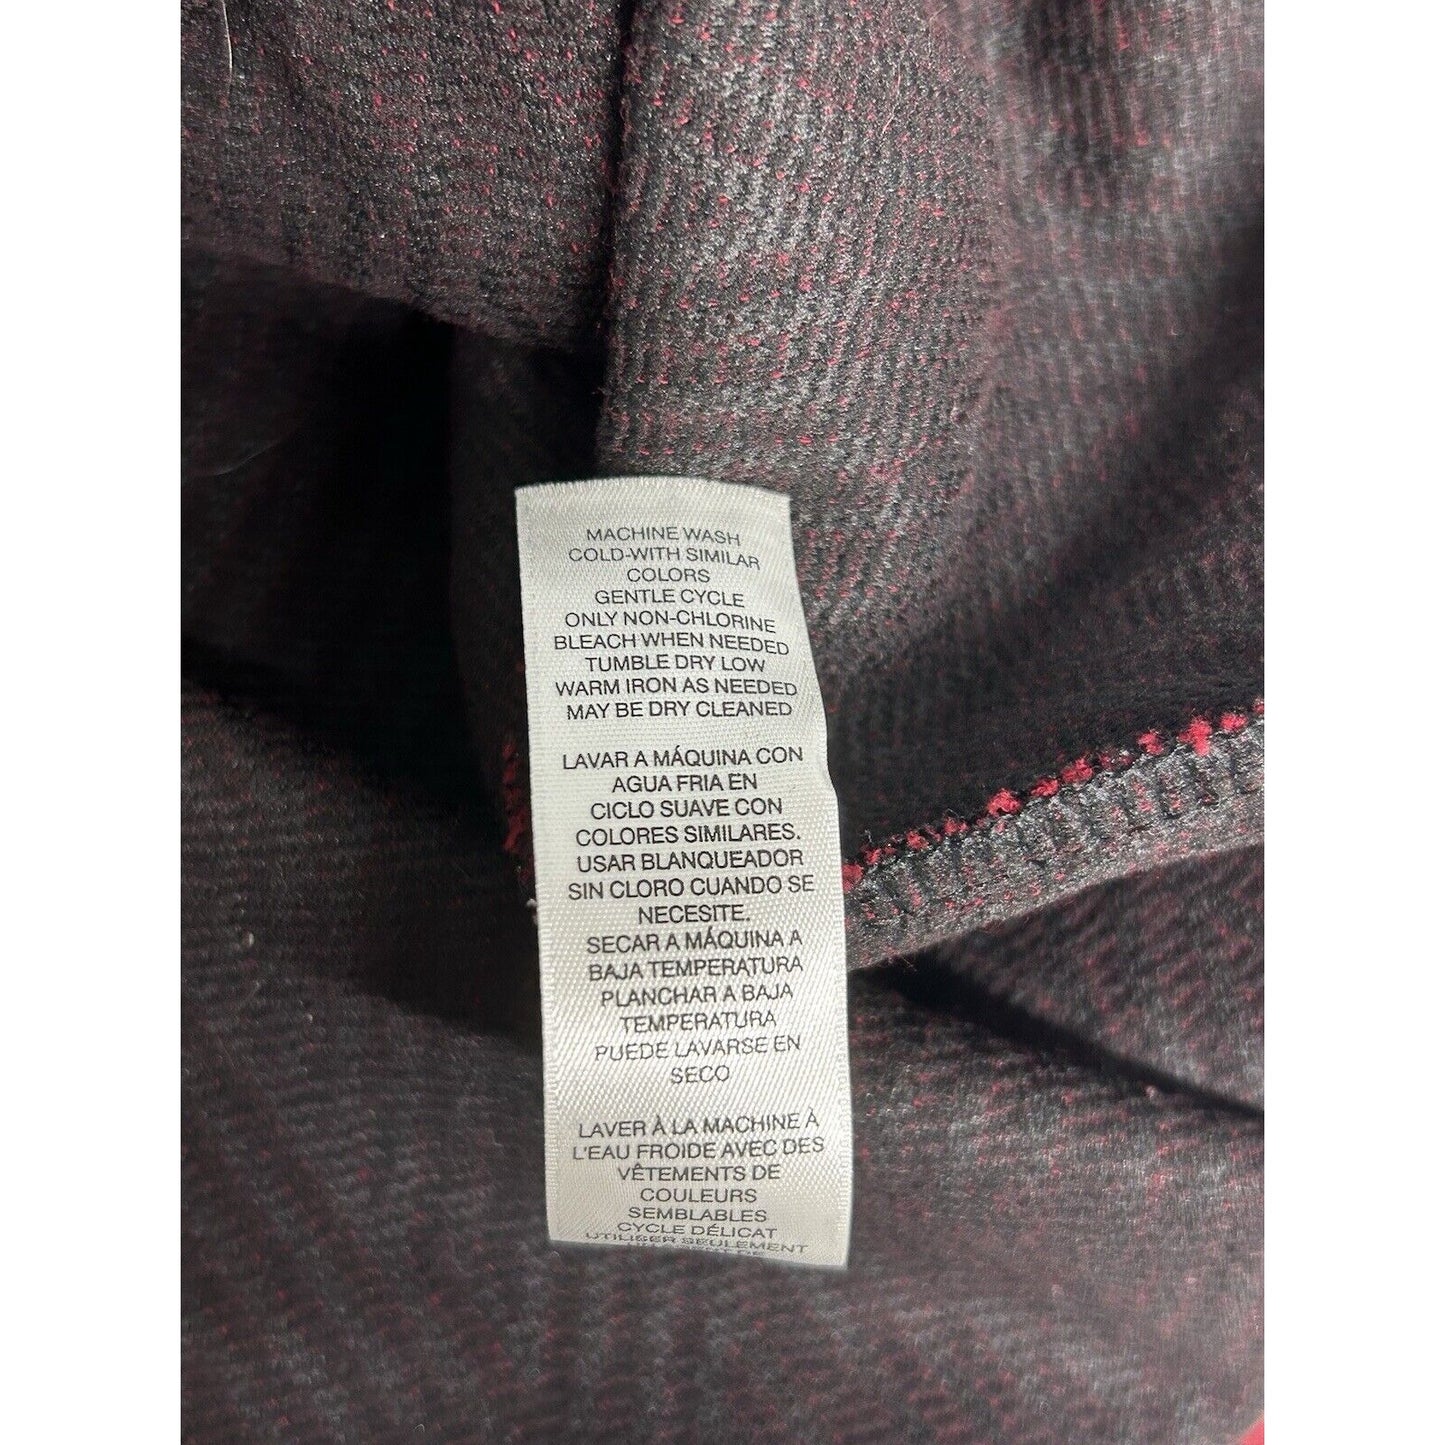 MACHINE WASH
COLD-WITH SIMILAR
COLORS
GENTLE CYCLE
ONLY NON-CHLORINE
BLEACH WHEN NEEDED
TUMBLE DRY LOW
WARM IRON AS NEEDED
MAY BE DRY CLEANED
LAVAR A MÁQUINA CON
AGUA FRIA EN
CICLO SUAVE CON
COLORES SIMILARES.
USAR BLANQUEADOR
SIN CLORO CUANDO SE
NECESITE.
SECAR A MÁQUINA A
BAJA TEMPERATURA
PLANCHAR A BAJA
TEMPERATURA
PUEDE LAVARSE EN
SECO
LAVER À LA MACHINE À
L'EAU FROIDE AVEC DES
VÊTEMENTS DE
COULEURS
SEMBLABLES
CYCLE DÉLICAT
UTILISER SEULEMENT